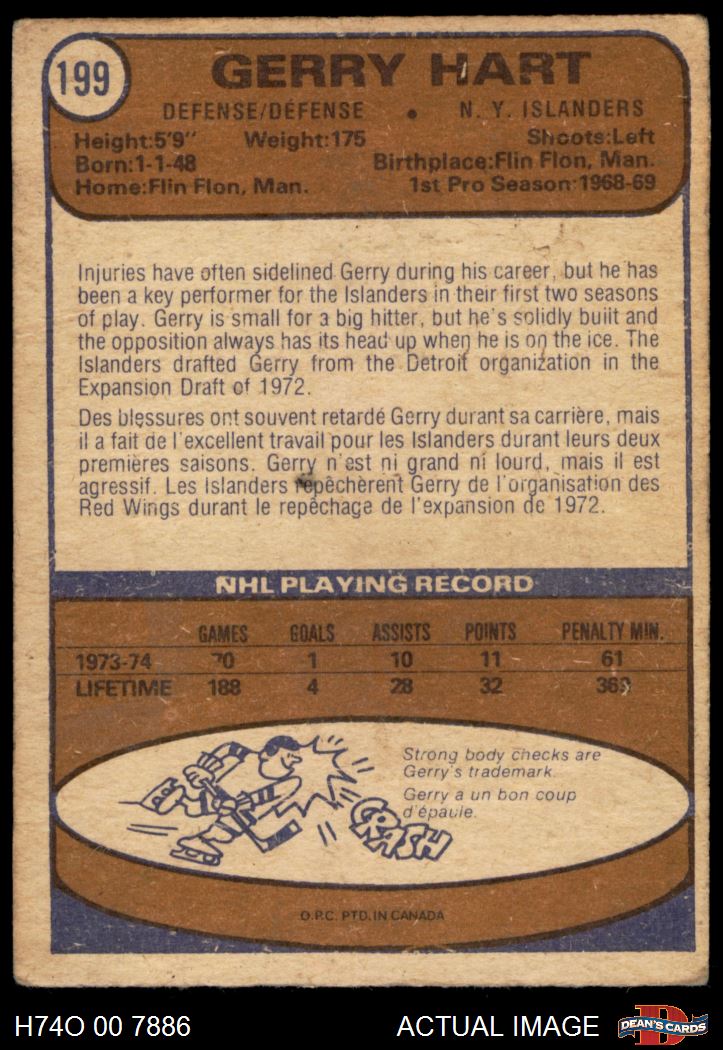 199
GERRY HART
DEFENSE/DÉFENSE • N. Y. ISLANDERS
Height:5'9" Weight:175 Shoots:Left
Born:1-1-48 Birthplace:Flin Flon, Man.
Home:Flin Flon, Man. 1st Pro Season:1968-69
Injuries have often sidelined Gerry during his career, but he has
been a key performer for the Islanders in their first two seasons
of play. Gerry is small for a big hitter, but he's solidly built and
the opposition always has its head up when he is on the ice. The
Islanders drafted Gerry from the Detroit organization in the
Expansion Draft of 1972.
Des blessures ont souvent retardé Gerry durant sa carrière, mais
il a fait de l'excellent travail pour les Islanders durant leurs deux
premières saisons. Gerry n'est ni grand ni lourd, mais il est
agressif. Les Islanders repêchèrent Gerry de l'organisation des
Red Wings durant le repêchage de l'expansion de 1972.
NHL PLAYING RECORD
GAMES GOALS ASSISTS POINTS PENALTY MIN.
1973-74 70 1 10 11 61
LIFETIME 188 4 28 32
Strong body checks are
Gerry's trademark.
Gerry a un bon coup
d'épaule.
CRASH
O.P.C. PTD. IN CANADA
H74O 00 7886 ACTUAL IMAGE DEAN'S CARDS